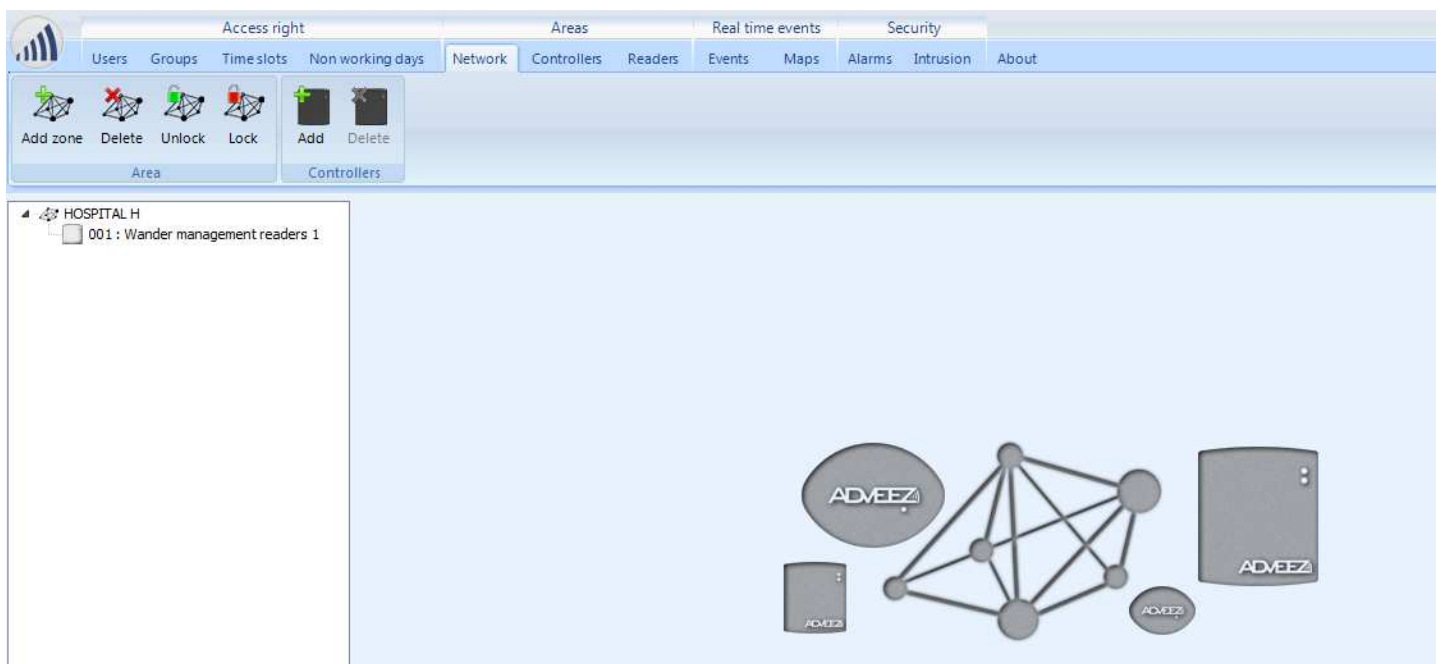 Access right Areas Real time events Security
Users Groups Time slots Non working days Network Controllers Readers Events Maps Alarms Intrusion About
Add zone Delete Unlock Lock Add Delete
Area Controllers
HOSPITAL H
001 : Wander management readers 1
ADVEEZ
ADVEEZ
ADVEEZ
ADVEEZ